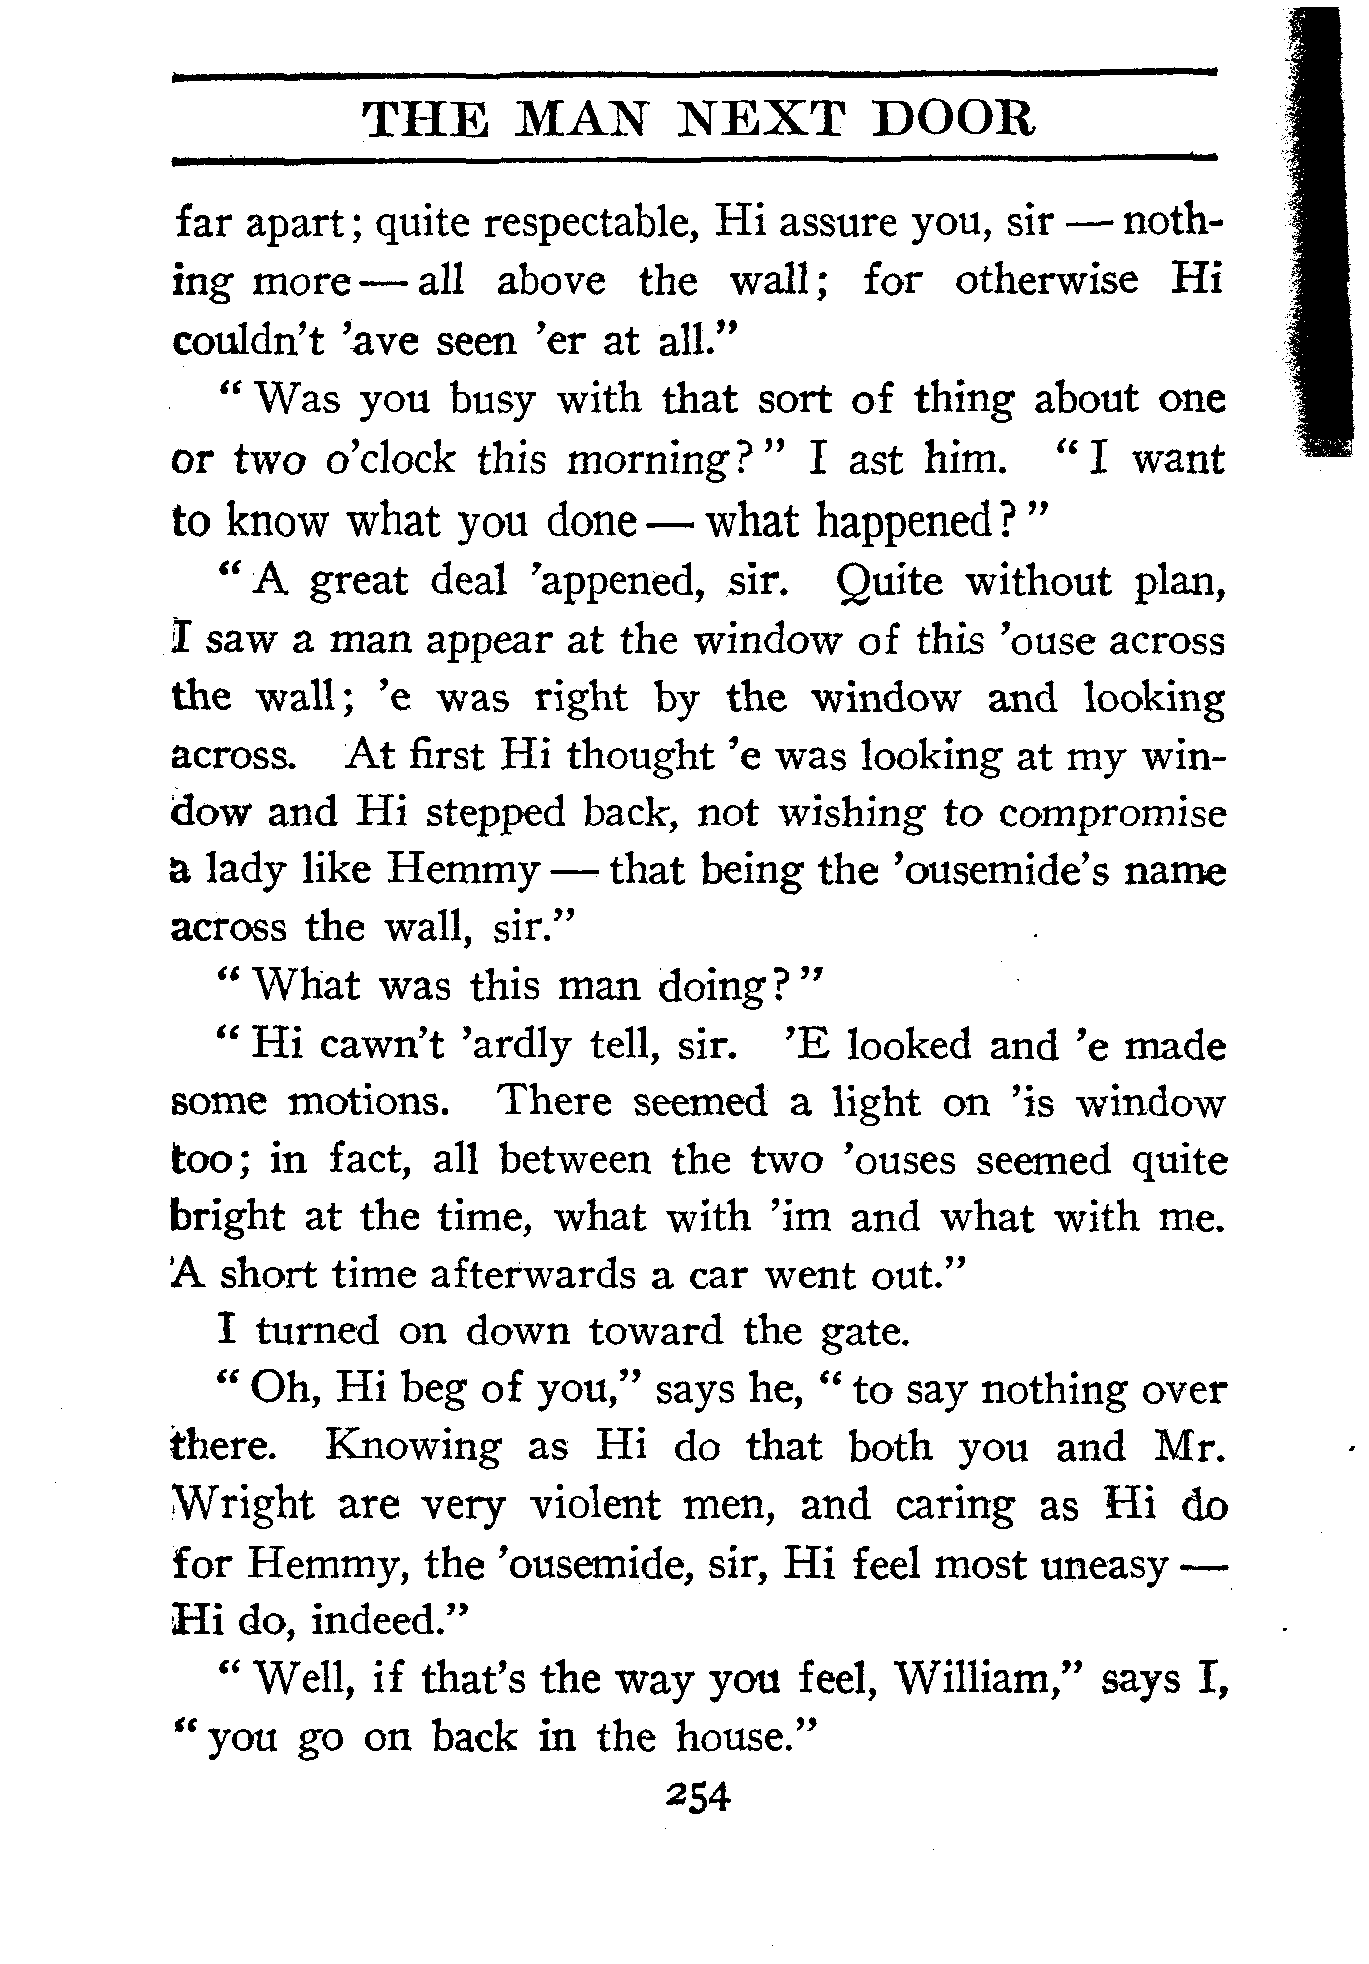 THE MAN NEXT DOOR
far apart; quite respectable, Hi assure you, sir — noth-
ing more — all above the wall; for otherwise Hi
couldn't 'ave seen 'er at all."
" Was you busy with that sort of thing about one
or two o'clock this morning? " I ast him. " I want
to know what you done — what happened? "
" A great deal 'appened, sir. Quite without plan,
I saw a man appear at the window of this 'ouse across
the wall; 'e was right by the window and looking
across. At first Hi thought 'e was looking at my win-
dow and Hi stepped back, not wishing to compromise
a lady like Hemmy — that being the 'ousemide's name
across the wall, sir."
" What was this man doing? "
" Hi cawn't 'ardly tell, sir. 'E looked and 'e made
some motions. There seemed a light on 'is window
too; in fact, all between the two 'ouses seemed quite
bright at the time, what with 'im and what with me.
A short time afterwards a car went out."
I turned on down toward the gate.
" Oh, Hi beg of you," says he, " to say nothing over
there. Knowing as Hi do that both you and Mr.
Wright are very violent men, and caring as Hi do
for Hemmy, the 'ousemide, sir, Hi feel most uneasy —
Hi do, indeed."
" Well, if that's the way you feel, William," says I,
" you go on back in the house."
254